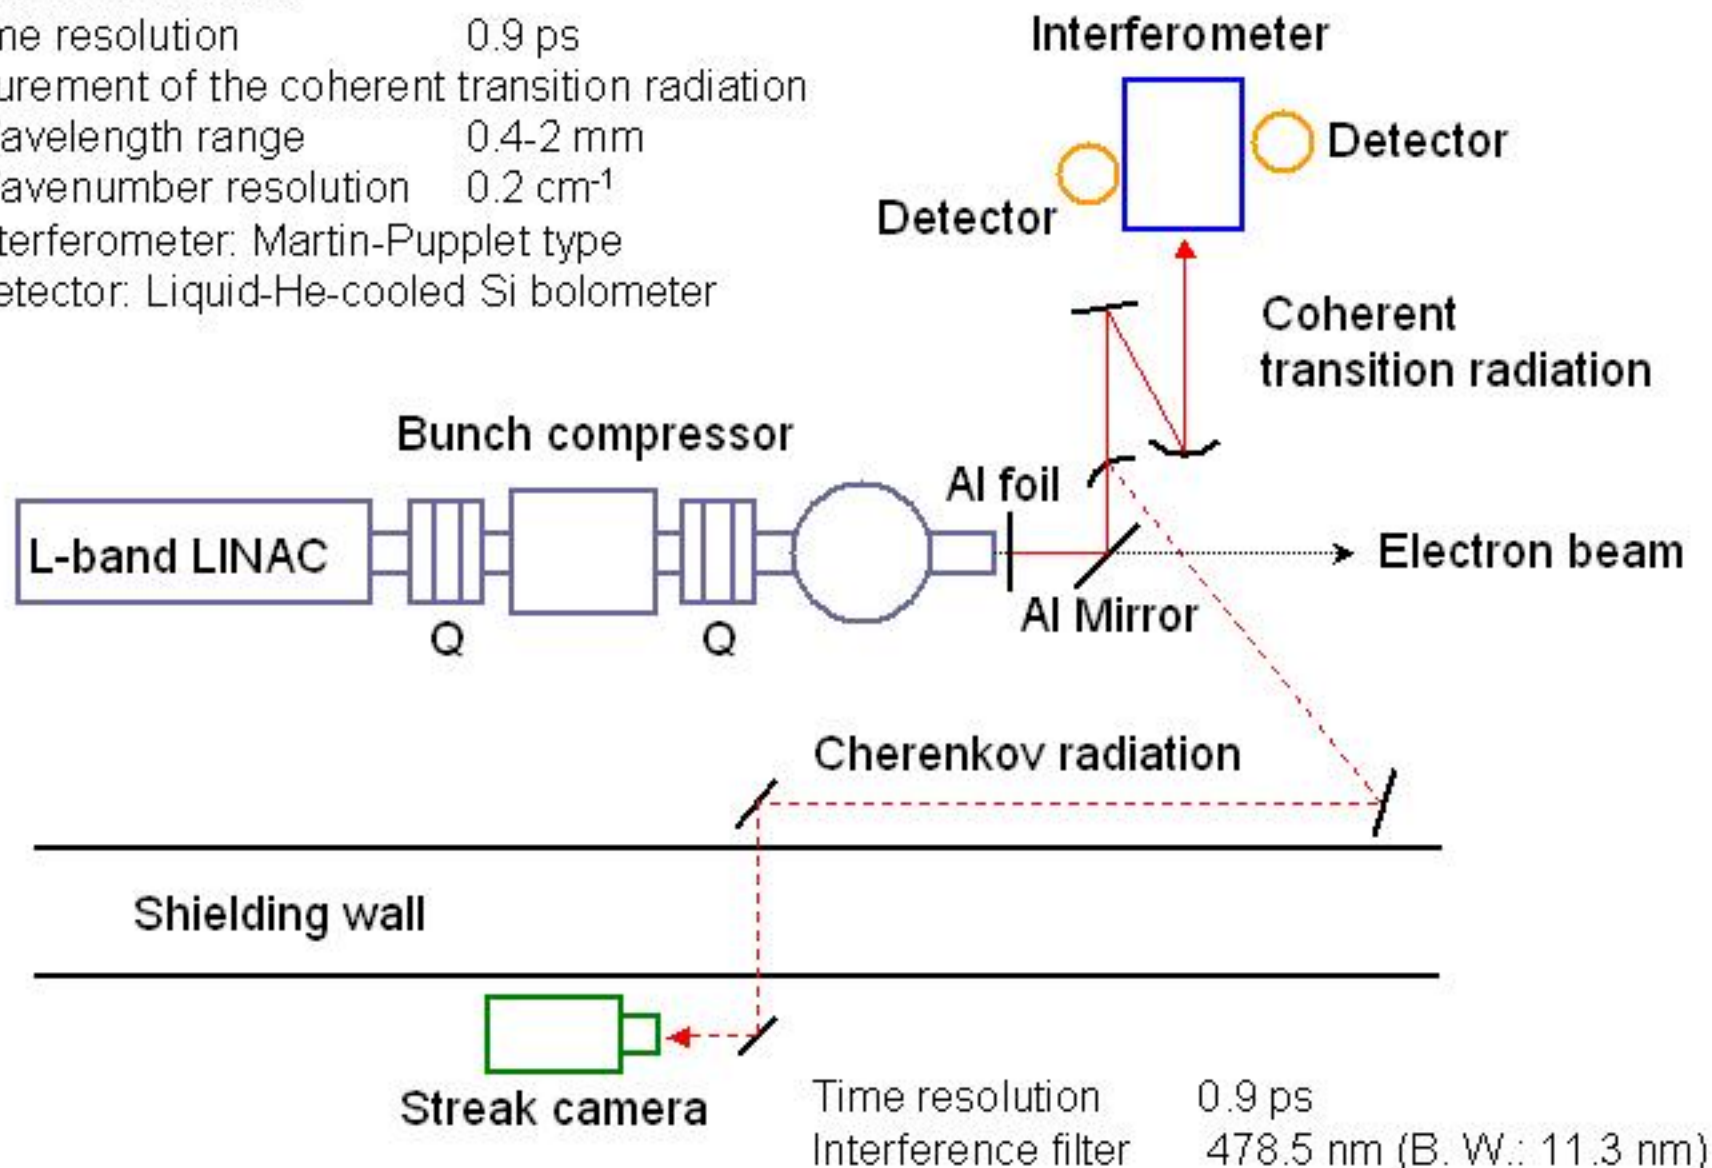 me resolution 0.9 ps
urement of the coherent transition radiation
avelength range 0.4-2 mm
avenumber resolution 0.2 cm⁻¹
terferometer: Martin-Pupplet type
etector: Liquid-He-cooled Si bolometer
Interferometer
Detector
Detector
Coherent
transition radiation
Bunch compressor
Al foil
L-band LINAC
Electron beam
Al Mirror
Q Q
Cherenkov radiation
Shielding wall
Streak camera
Time resolution 0.9 ps
Interference filter 478.5 nm (B. W.: 11.3 nm)